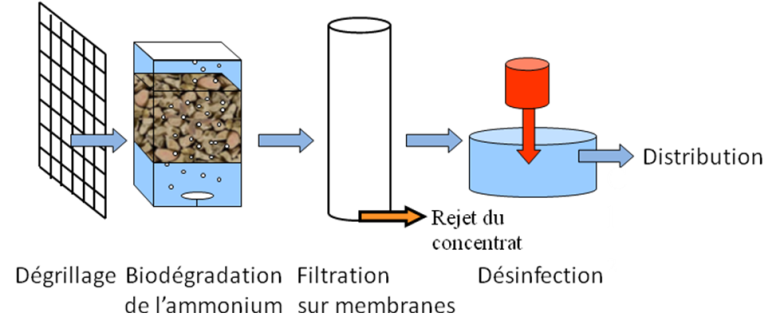 Distribution
Rejet du
concentrat
Dégrillage
Biodégradation
de l'ammonium
Filtration
sur membranes
Désinfection